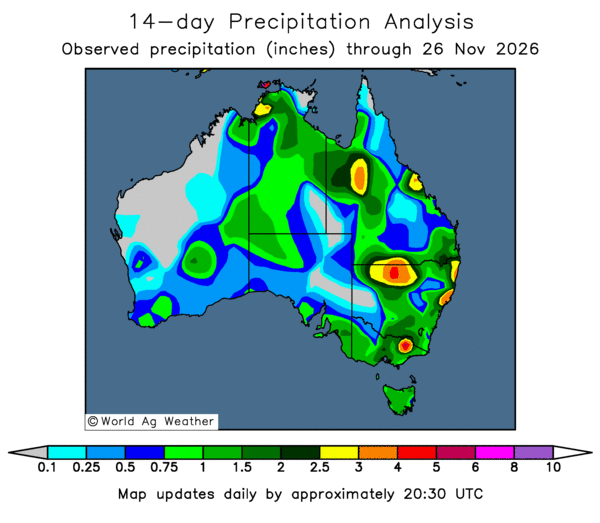 14-day Precipitation Analysis
Observed precipitation (inches) through 26 Nov 2026
©World Ag Weather
0.1 0.25 0.5 0.75 1 1.5 2 2.5 3 4 5 6 8 10
Map updates daily by approximately 20:30 UTC